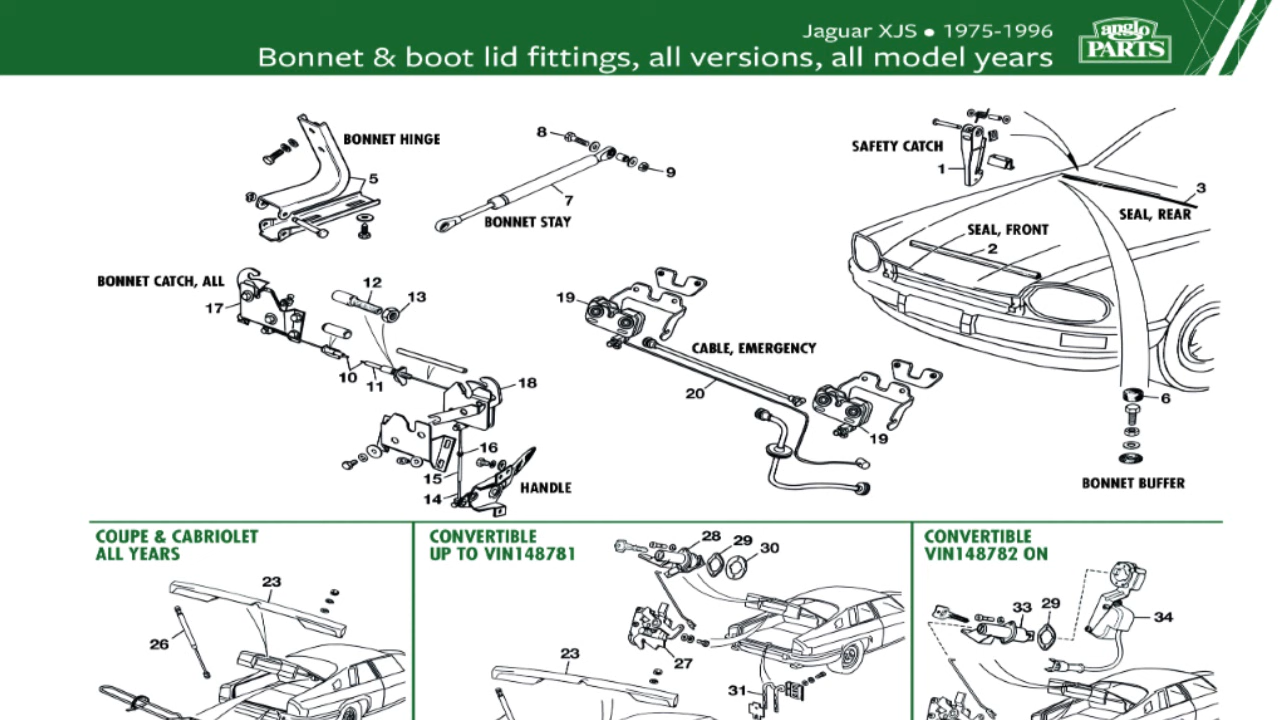 Jaguar XJS • 1975-1996
Bonnet & boot lid fittings, all versions, all model years
anglo
PARTS
BONNET HINGE
5
8
9
7
BONNET STAY
SAFETY CATCH
1
3
SEAL, REAR
SEAL, FRONT
2
BONNET CATCH, ALL
17
12
13
10
11
18
16
15
14
HANDLE
19
CABLE, EMERGENCY
20
19
6
BONNET BUFFER
COUPE & CABRIOLET
ALL YEARS
23
26
CONVERTIBLE
UP TO VIN148781
28
29
30
27
23
31
CONVERTIBLE
VIN148782 ON
33
29
34